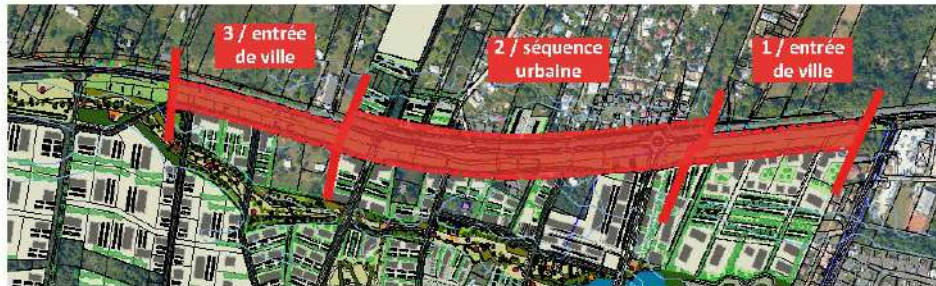 3 / entrée
de ville
2 / séquence
urbaine
1 / entrée
de ville